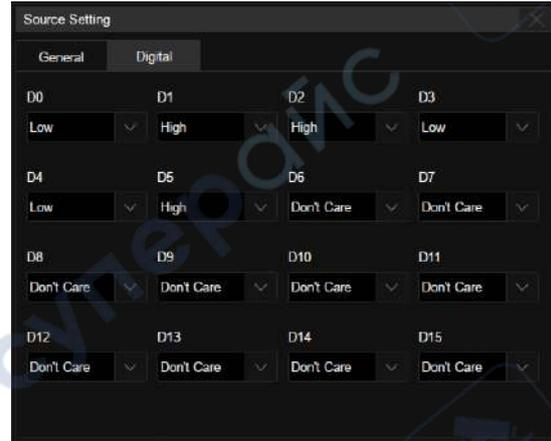 Source Setting
General Digital
D0 D1 D2 D3
Low High High Low
D4 D5 D6 D7
Low High Don't Care Don't Care
D8 D9 D10 D11
Don't Care Don't Care Don't Care Don't Care
D12 D13 D14 D15
Don't Care Don't Care Don't Care Don't Care
суперайс